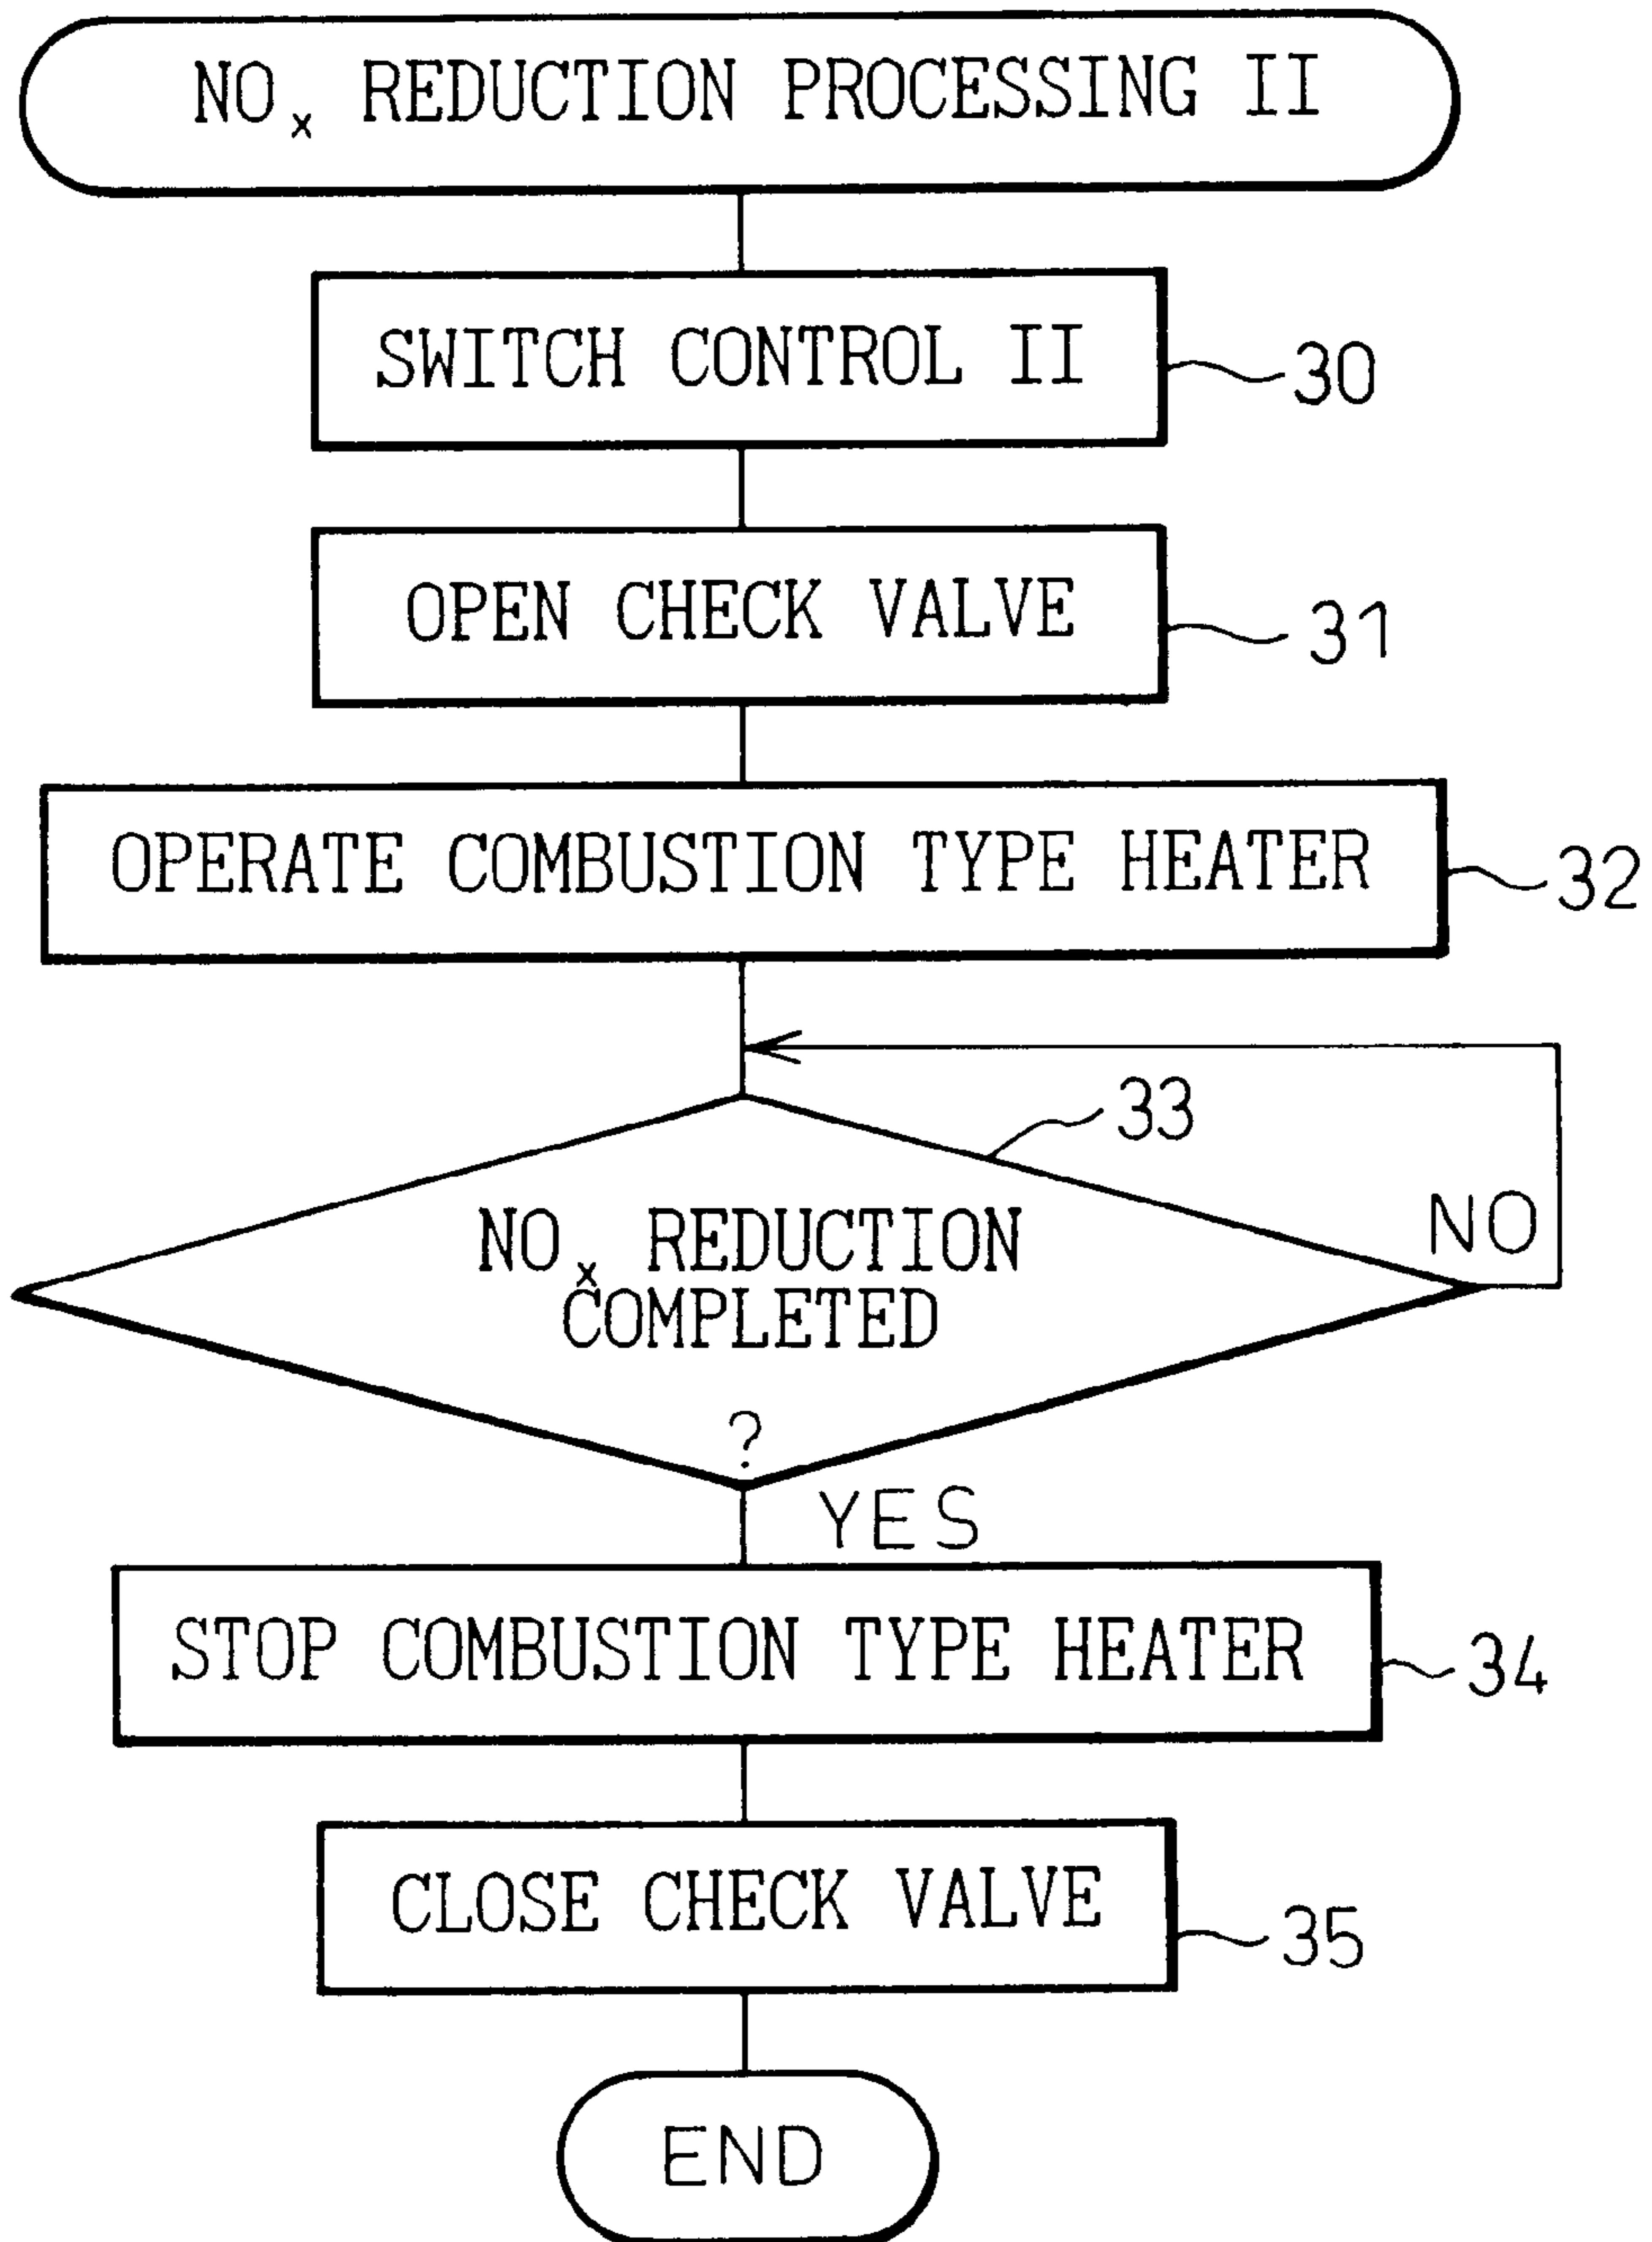 NOx REDUCTION PROCESSING II
SWITCH CONTROL II
30
OPEN CHECK VALVE
31
OPERATE COMBUSTION TYPE HEATER
32
33
NO
NOx REDUCTION
COMPLETED
?
YES
STOP COMBUSTION TYPE HEATER
34
CLOSE CHECK VALVE
35
END